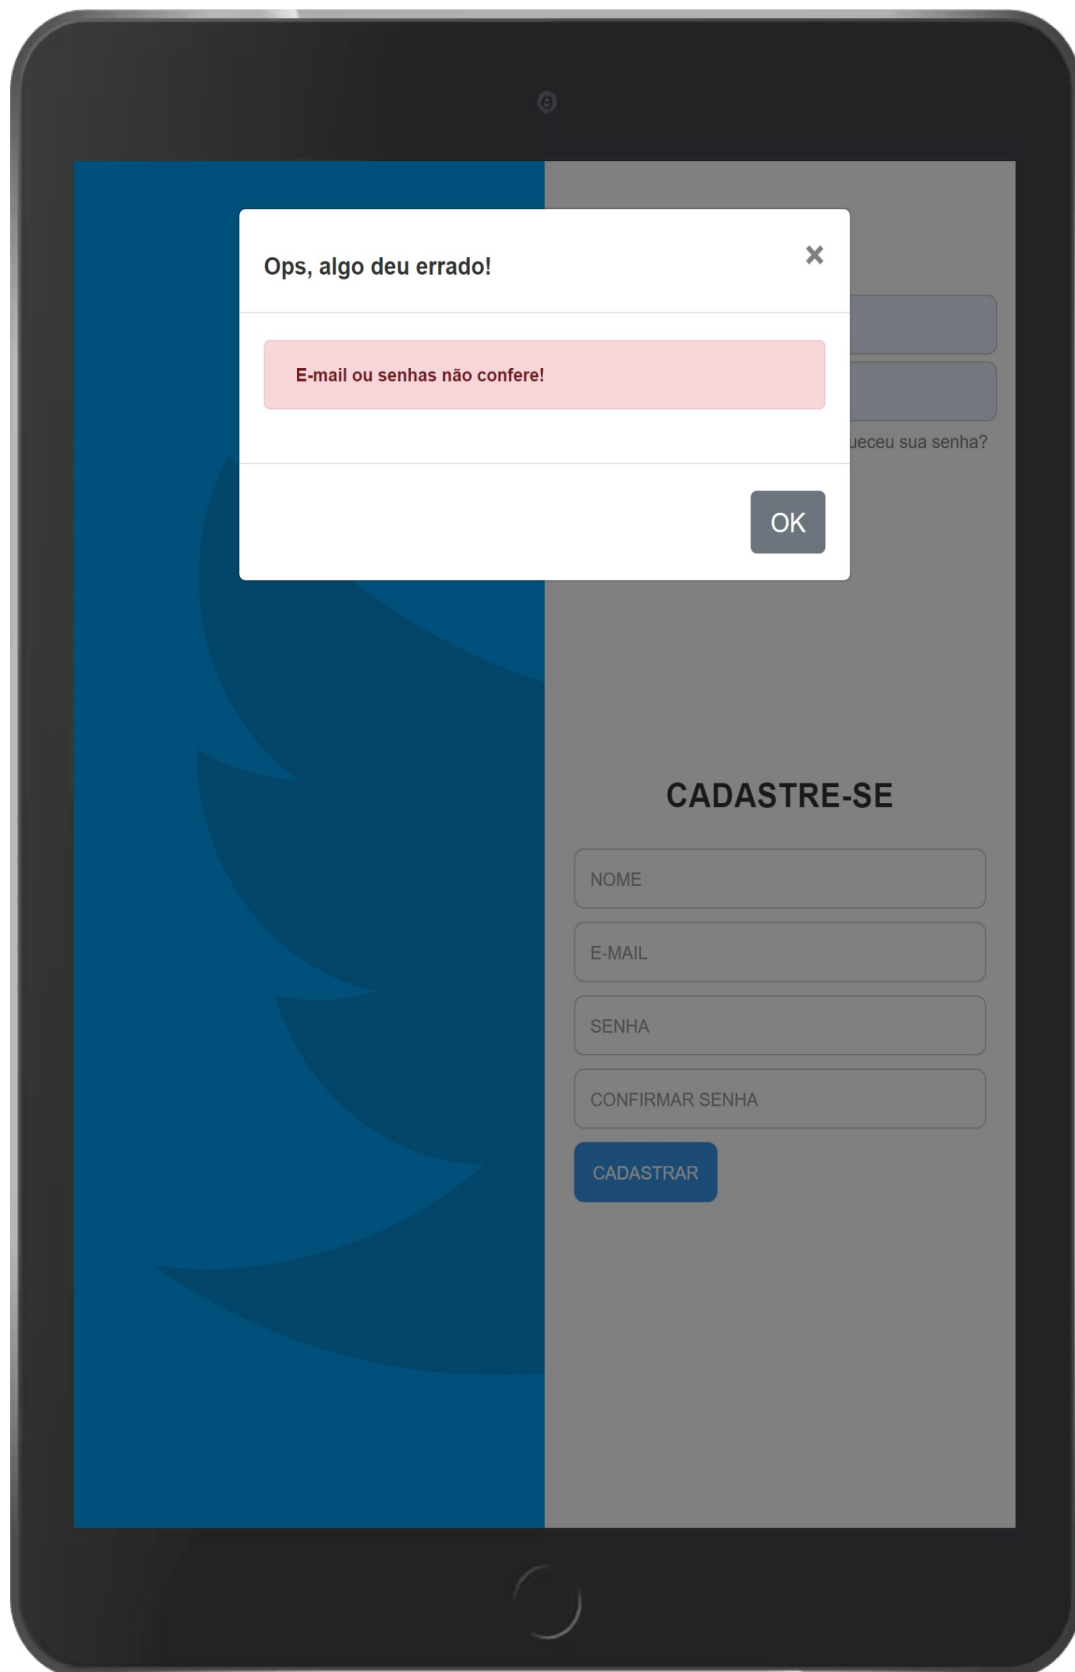 Ops, algo deu errado!
×
E-mail ou senhas não confere!
ueceu sua senha?
OK
CADASTRE-SE
NOME
E-MAIL
SENHA
CONFIRMAR SENHA
CADASTRAR